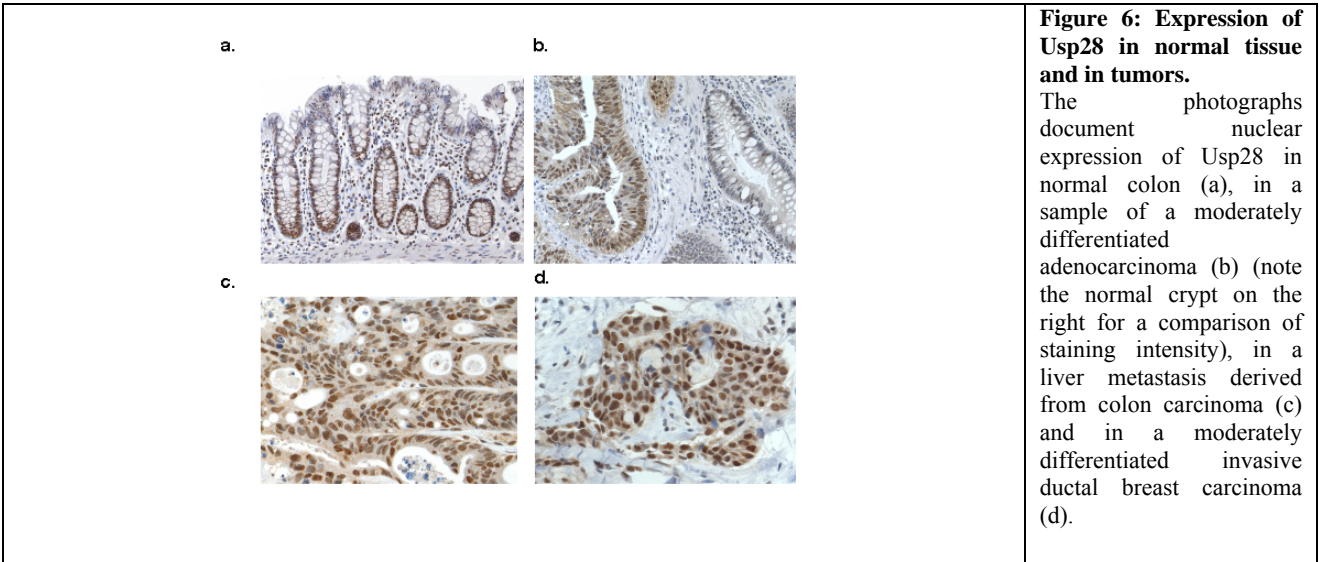 a.
b.
c.
d.
Figure 6: Expression of
Usp28 in normal tissue
and in tumors.
The photographs
document nuclear
expression of Usp28 in
normal colon (a), in a
sample of a moderately
differentiated
adenocarcinoma (b) (note
the normal crypt on the
right for a comparison of
staining intensity), in a
liver metastasis derived
from colon carcinoma (c)
and in a moderately
differentiated invasive
ductal breast carcinoma
(d).